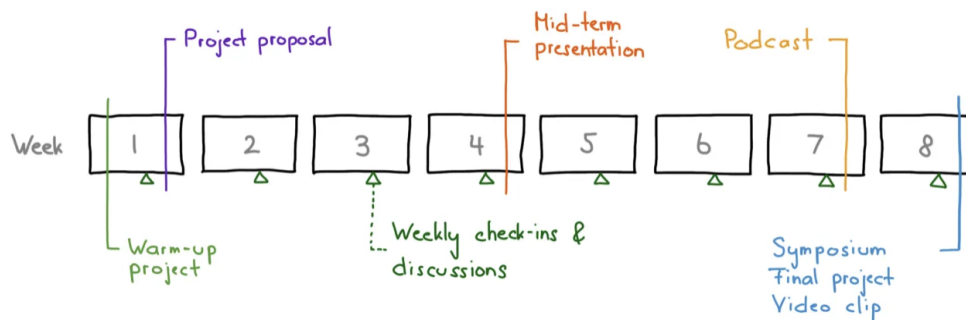 Project proposal
Mid-term
presentation
Podcast
Week 1 2 3 4 5 6 7 8
Warm-up
project
Weekly check-ins &
discussions
Symposium
Final project
Video clip